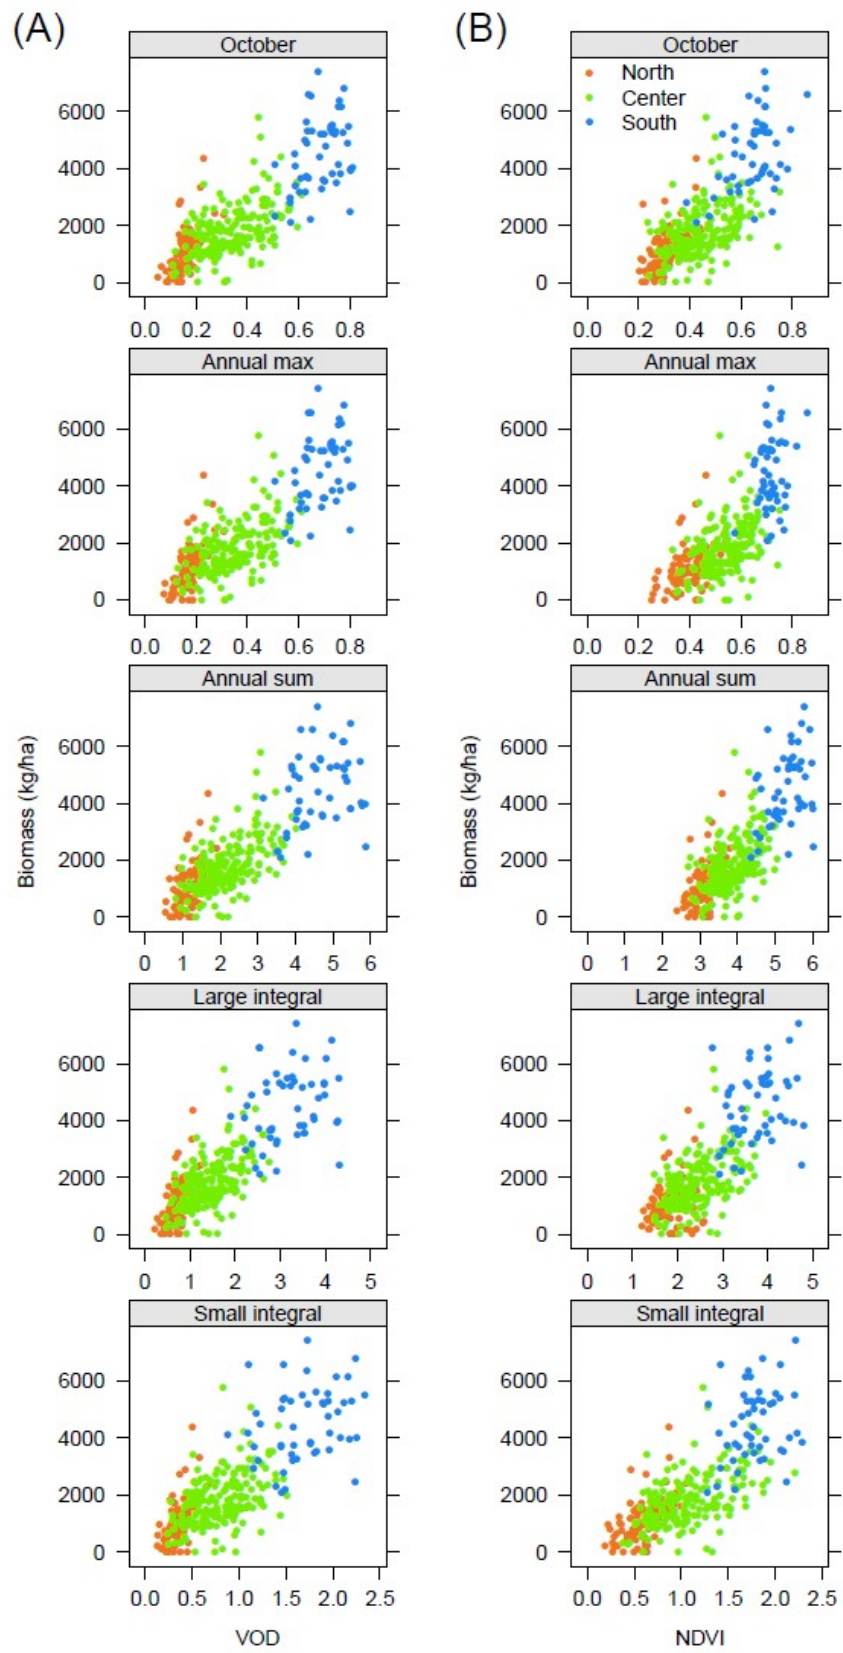 (A)
(B)
October
October
North
Center
South
6000
4000
2000
0
6000
4000
2000
0
0.0 0.2 0.4 0.6 0.8
0.0 0.2 0.4 0.6 0.8
Annual max
Annual max
6000
4000
2000
0
6000
4000
2000
0
0.0 0.2 0.4 0.6 0.8
0.0 0.2 0.4 0.6 0.8
Annual sum
Annual sum
Biomass (kg/ha)
6000
4000
2000
0
Biomass (kg/ha)
6000
4000
2000
0
0 1 2 3 4 5 6
0 1 2 3 4 5 6
Large integral
Large integral
6000
4000
2000
0
6000
4000
2000
0
0 1 2 3 4 5
0 1 2 3 4 5
Small integral
Small integral
6000
4000
2000
0
6000
4000
2000
0
0.0 0.5 1.0 1.5 2.0 2.5
0.0 0.5 1.0 1.5 2.0 2.5
VOD
NDVI